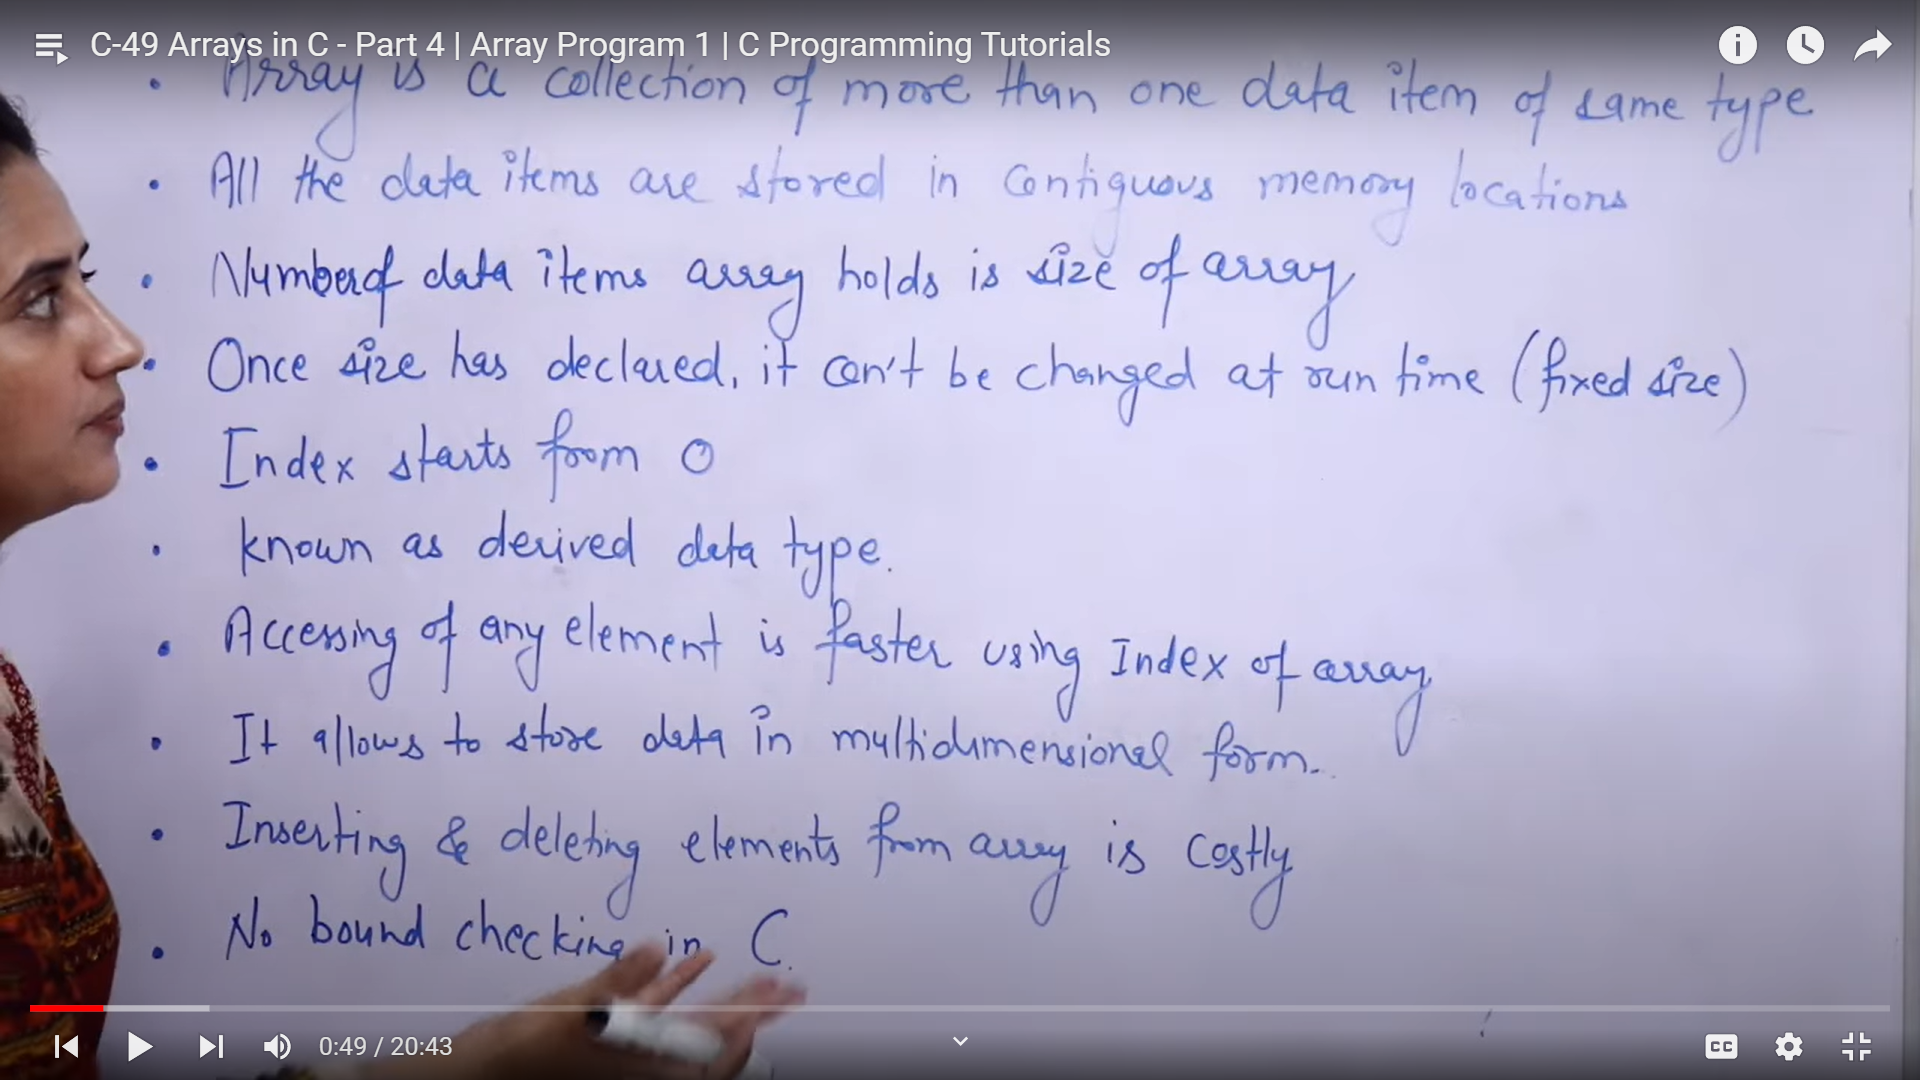 C-49 Arrays in C - Part 4 | Array Program 1 | C Programming Tutorials
• Array is a collection of more than one data item of same type
• All the data items are stored in contiguous memory locations
• Number of data items array holds is size of array
• Once size has declared, it can't be changed at run time (fixed size)
• Index starts from 0
• known as derived data type.
• Accessing of any element is faster using Index of array
• It allows to store data in multidimensional form..
• Inserting & deleting elements from array is costly
• No bound checking in C.
0:49 / 20:43
CC